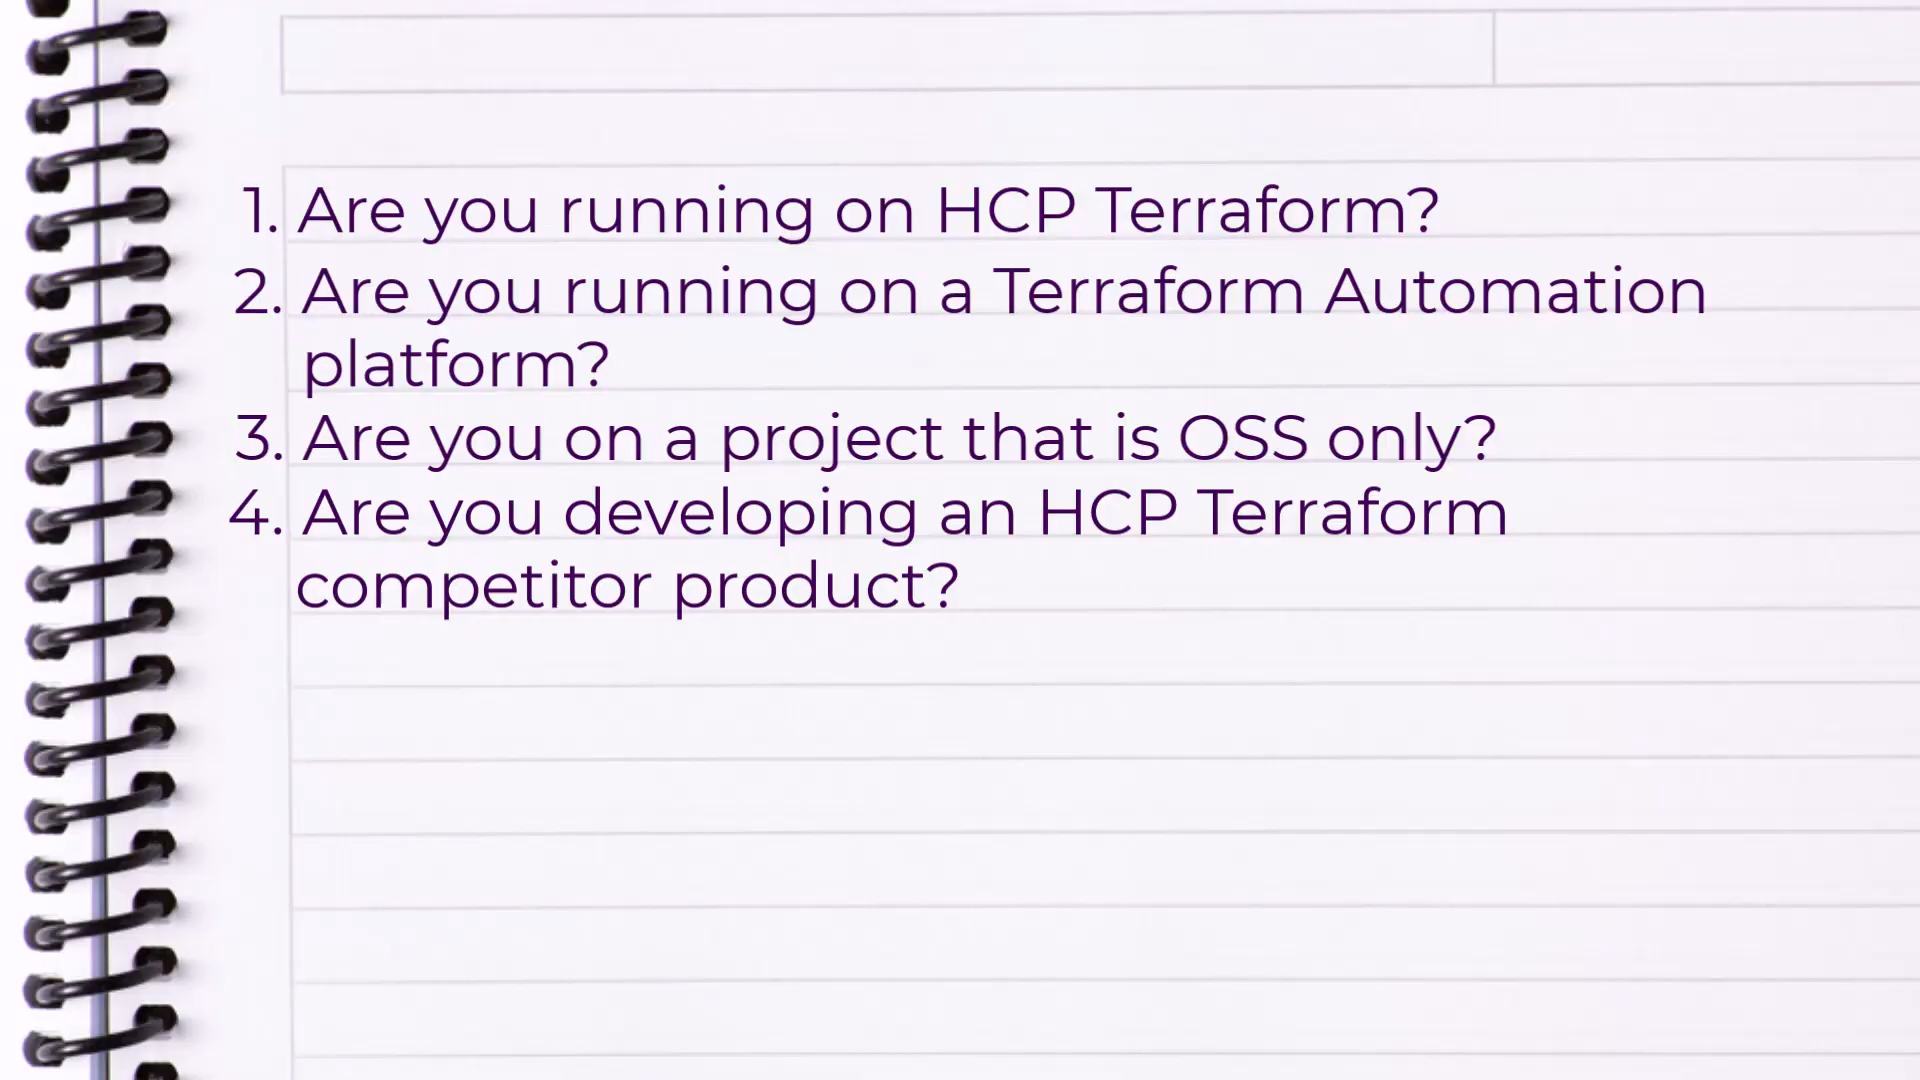 1. Are you running on HCP Terraform?
2. Are you running on a Terraform Automation
platform?
3. Are you on a project that is OSS only?
4. Are you developing an HCP Terraform
competitor product?